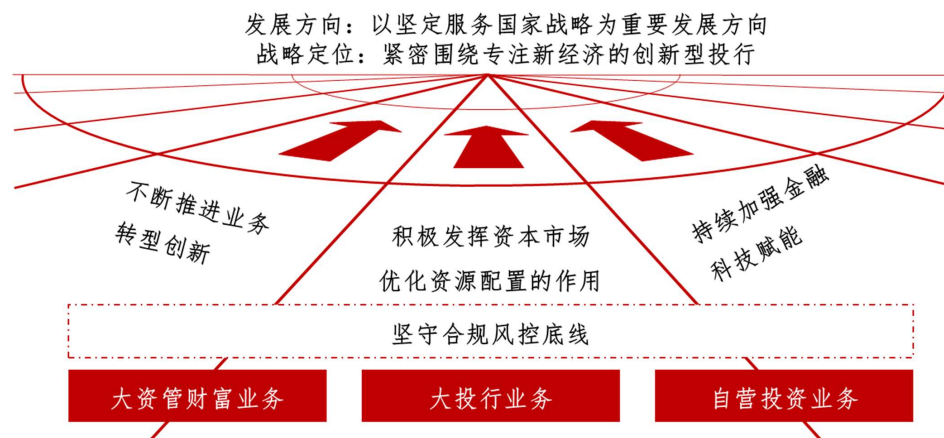 发展方向：以坚定服务国家战略为重要发展方向
战略定位：紧密围绕专注新经济的创新型投行
不断推进业务
转型创新
积极发挥资本市场
优化资源配置的作用
持续加强金融
科技赋能
坚守合规风控底线
大资管财富业务
大投行业务
自营投资业务